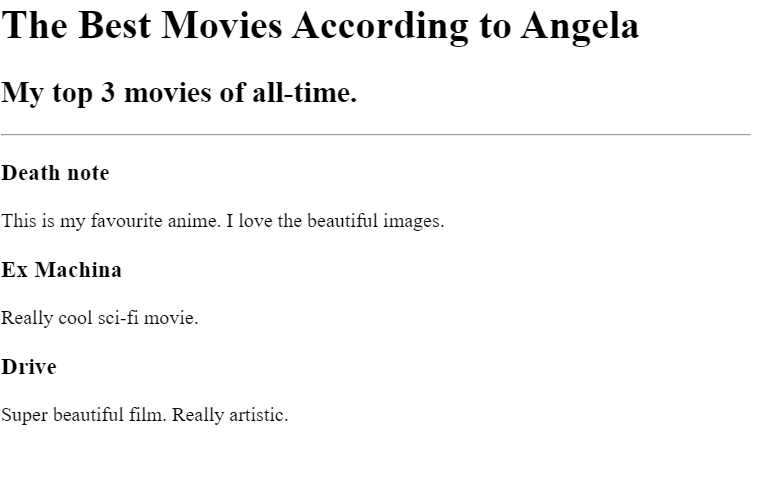 The Best Movies According to Angela
My top 3 movies of all-time.
Death note
This is my favourite anime. I love the beautiful images.
Ex Machina
Really cool sci-fi movie.
Drive
Super beautiful film. Really artistic.